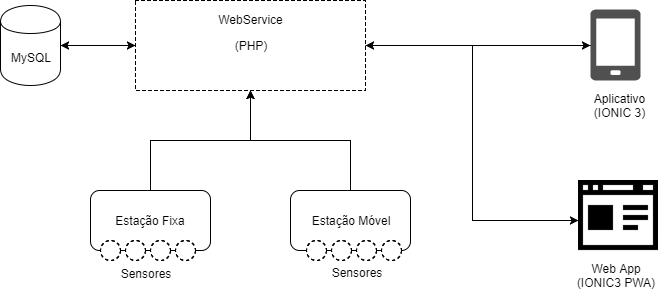 MySQL
WebService
(PHP)
Aplicativo
(IONIC 3)
Estação Fixa
Sensores
Estação Móvel
Sensores
Web App
(IONIC3 PWA)